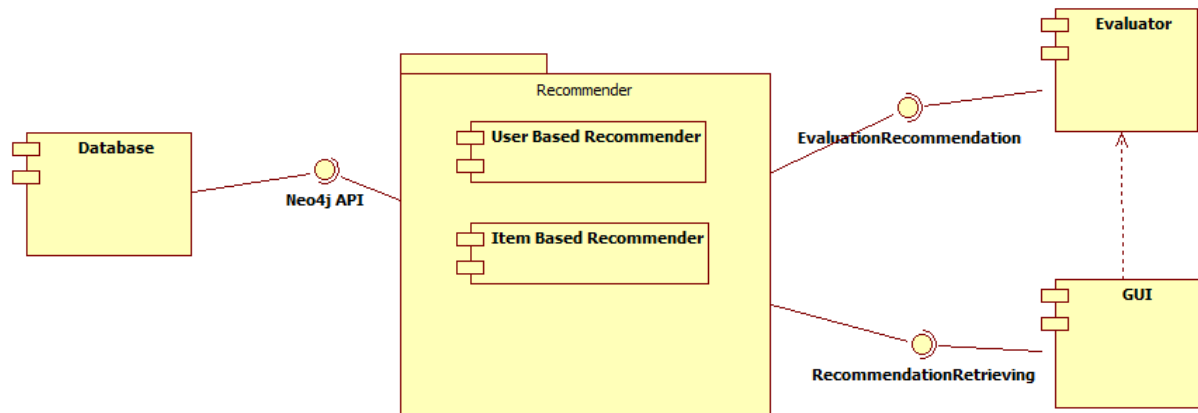 Evaluator
Recommender
User Based Recommender
EvaluationRecommendation
Database
Neo4j API
Item Based Recommender
GUI
RecommendationRetrieving